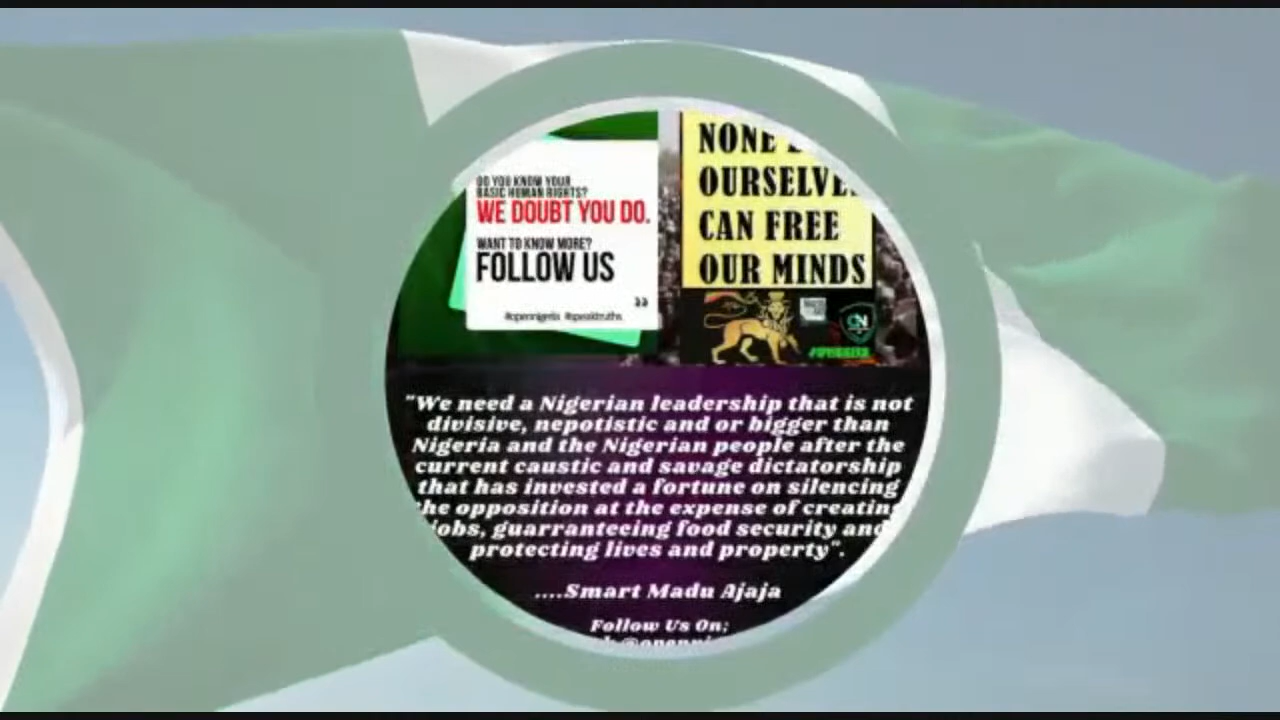 DO YOU KNOW YOUR
BASIC HUMAN RIGHTS?
WE DOUBT YOU DO.
WANT TO KNOW MORE?
FOLLOW US
”
#opennigeria #speaktruths
NONE
OURSELVE
CAN FREE
OUR MINDS
ON
"We need a Nigerian leadership that is not
divisive, nepotistic and or bigger than
Nigeria and the Nigerian people after the
current caustic and savage dictatorship
that has invested a fortune on silencing
the opposition at the expense of creating
jobs, guarranteeing food security and
protecting lives and property".
....Smart Madu Ajaja
Follow Us On;